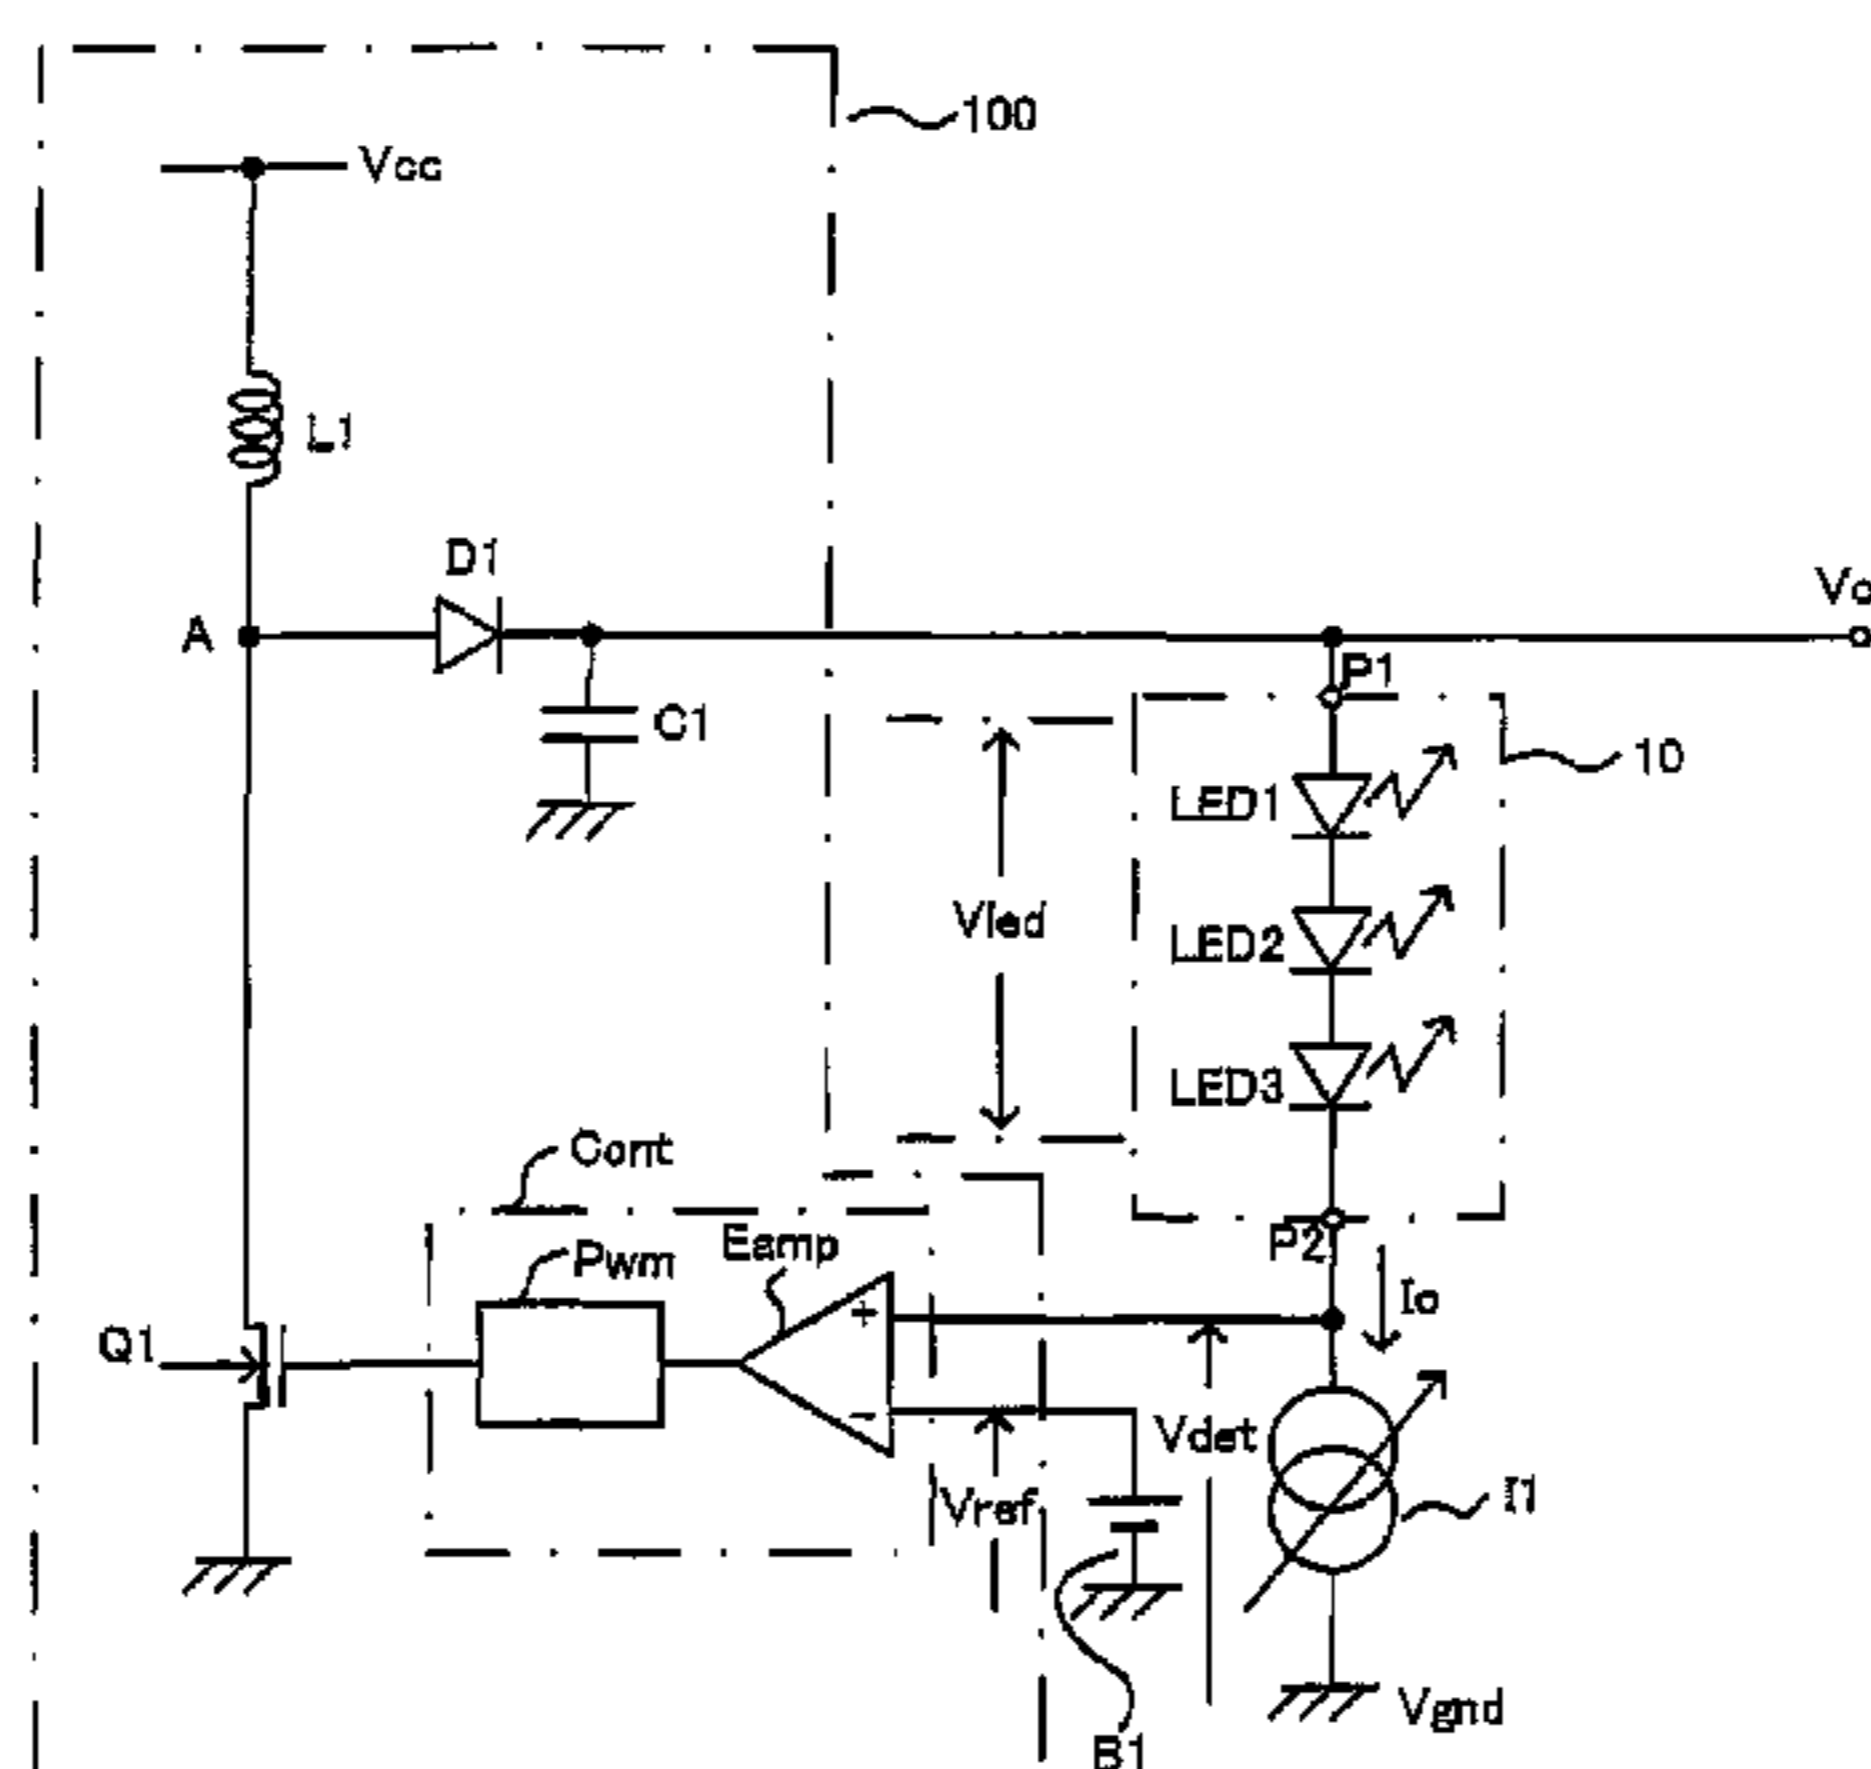 100
Vcc
L1
D1
Vo
A
P1
C1
10
LED1
Vled
LED2
LED3
Cont
Eamp
P2
Pwm
Io
+
Q1
−
Vdet
Vref
I1
Vgnd
B1